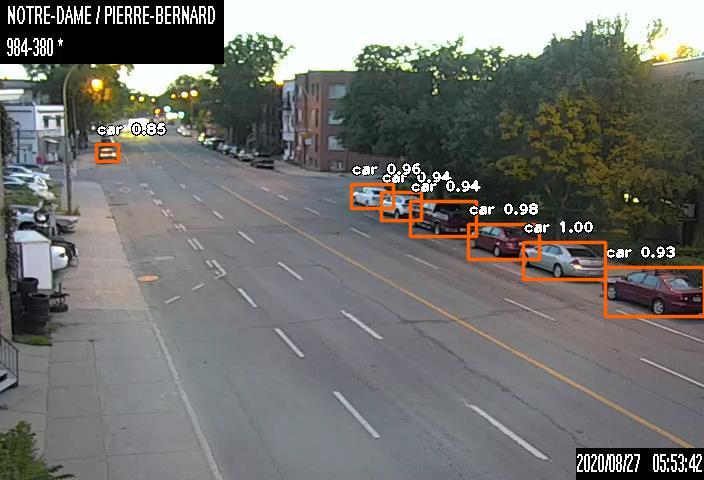 NOTRE-DAME / PIERRE-BERNARD
984-380 *
car 0.85
car 0.96
car 0.94
car 0.94
car 0.98
car 1.00
car 0.93
2020/08/27 05:53:42